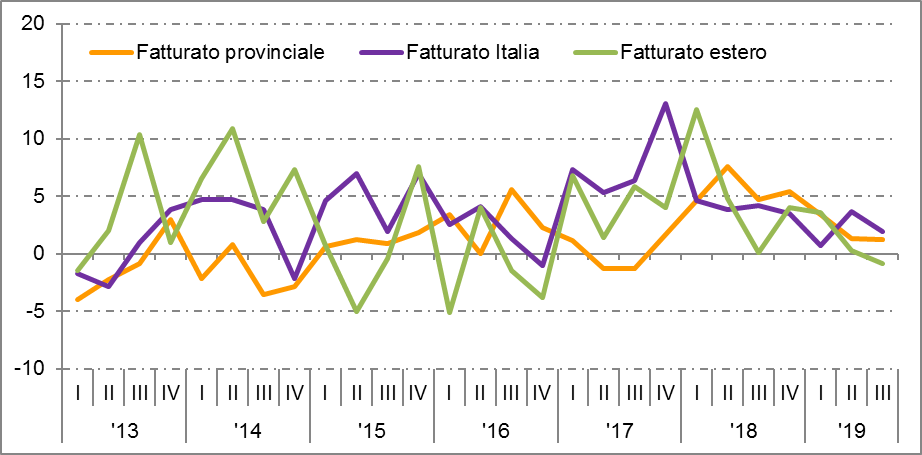 20
Fatturato provinciale Fatturato Italia Fatturato estero
15
10
5
0
-5
-10
I II III IV I II III IV I II III IV I II III IV I II III IV I II III IV I II III
'13 '14 '15 '16 '17 '18 '19